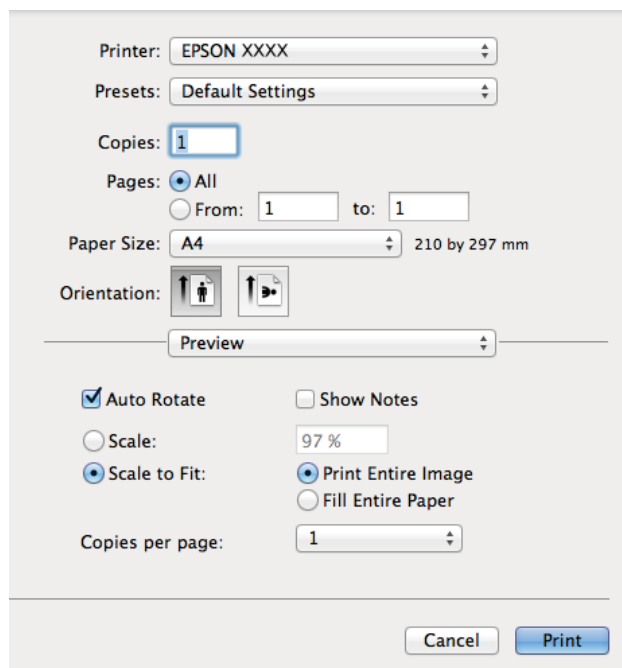 Printer: EPSON XXXX
Presets: Default Settings
Copies: 1
Pages: All
From: 1 to: 1
Paper Size: A4 210 by 297 mm
Orientation:
Preview
Auto Rotate Show Notes
Scale: 97 %
Scale to Fit: Print Entire Image
Fill Entire Paper
Copies per page: 1
Cancel Print